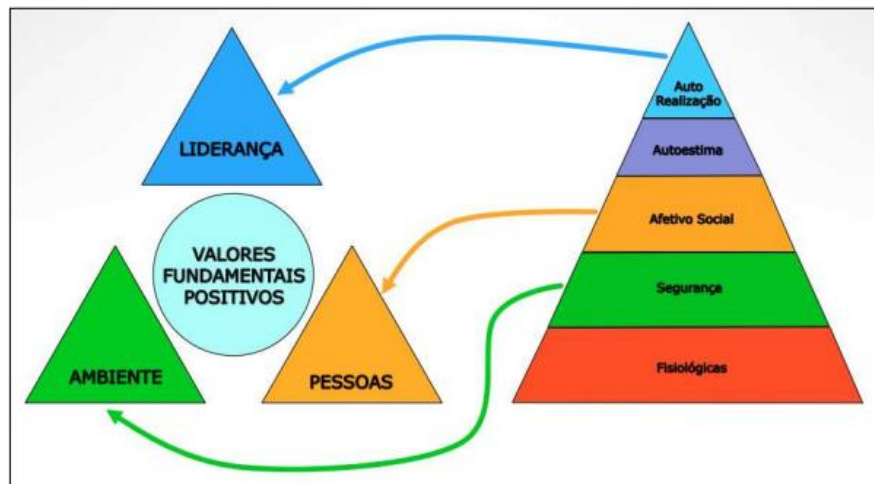 LIDERANÇA
VALORES
FUNDAMENTAIS
POSITIVOS
AMBIENTE
PESSOAS
Auto
Realização
Autoestima
Afetivo Social
Segurança
Fisiológicas